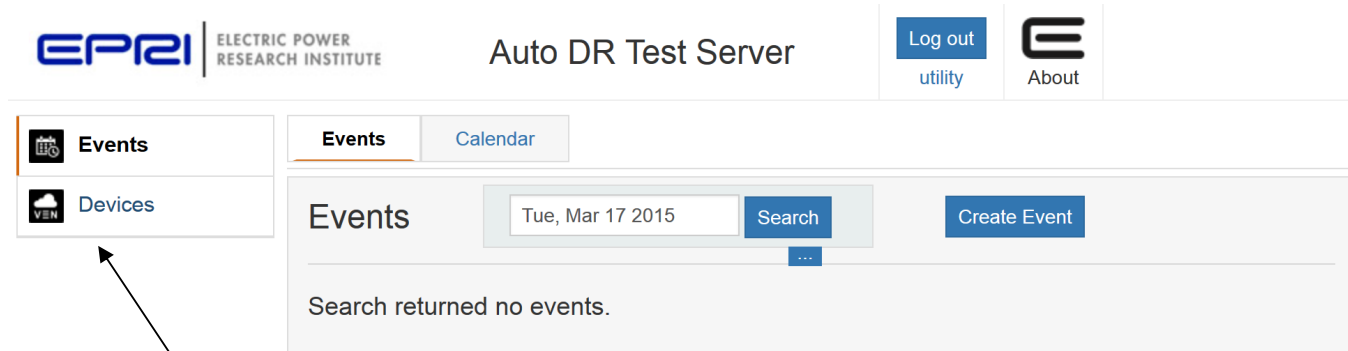 EPRI
ELECTRIC POWER
RESEARCH INSTITUTE
Auto DR Test Server
Log out
utility
About
Events
VEN
Devices
Events
Calendar
Events
Tue, Mar 17 2015
Search
Create Event
...
Search returned no events.